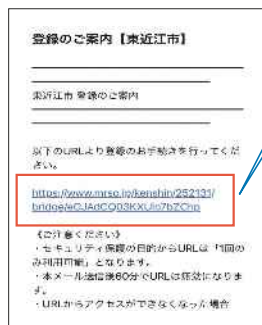 登録のご案内【東近江市】
東近江市 登録のご案内
以下のURLより登録のお手続きを行ってくだ
さい。
https://www.mrso.jp/kenshin/252131/
bridge/eGJAdCQ03KXUlo7bZChp
《ご注意ください》
・セキュリティ保護の目的からURLは「1回の
み利用可能」となります。
・本メール送信後60分でURLは無効になりま
す。
・URLからアクセスができなくなった場合